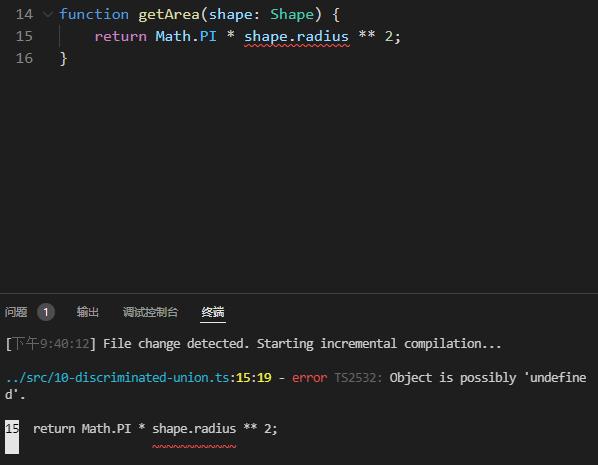 14 function getArea(shape: Shape) {
15 return Math.PI * shape.radius ** 2;
16 }
问题 1 输出 调试控制台 终端
[下午9:40:12] File change detected. Starting incremental compilation...
../src/10-discriminated-union.ts:15:19 - error TS2532: Object is possibly 'undefine
d'.
15 return Math.PI * shape.radius ** 2;
~~~~~~~~~~~~